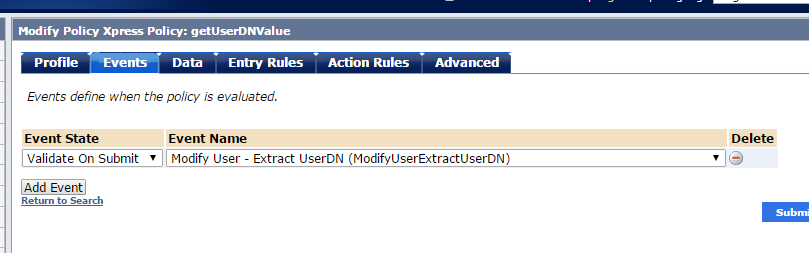 Modify Policy Xpress Policy: getUserDNValue
Profile Events Data Entry Rules Action Rules Advanced
Events define when the policy is evaluated.
Event State Event Name Delete
Validate On Submit Modify User - Extract UserDN (ModifyUserExtractUserDN)
Add Event
Return to Search
Submi